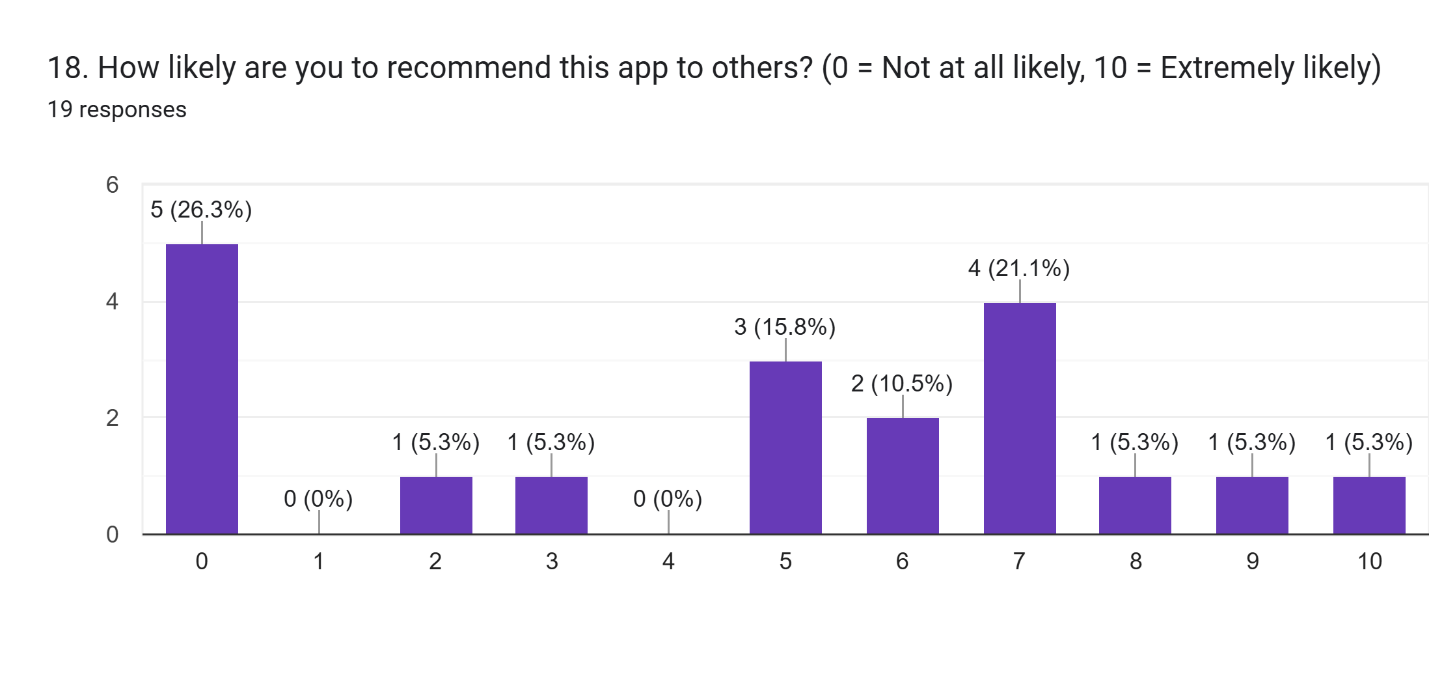 18. How likely are you to recommend this app to others? (0 = Not at all likely, 10 = Extremely likely)
19 responses
6
5 (26.3%)
4 (21.1%)
4
3 (15.8%)
2 (10.5%)
2
1 (5.3%) 1 (5.3%) 1 (5.3%) 1 (5.3%) 1 (5.3%)
0 (0%) 0 (0%)
0
0 1 2 3 4 5 6 7 8 9 10